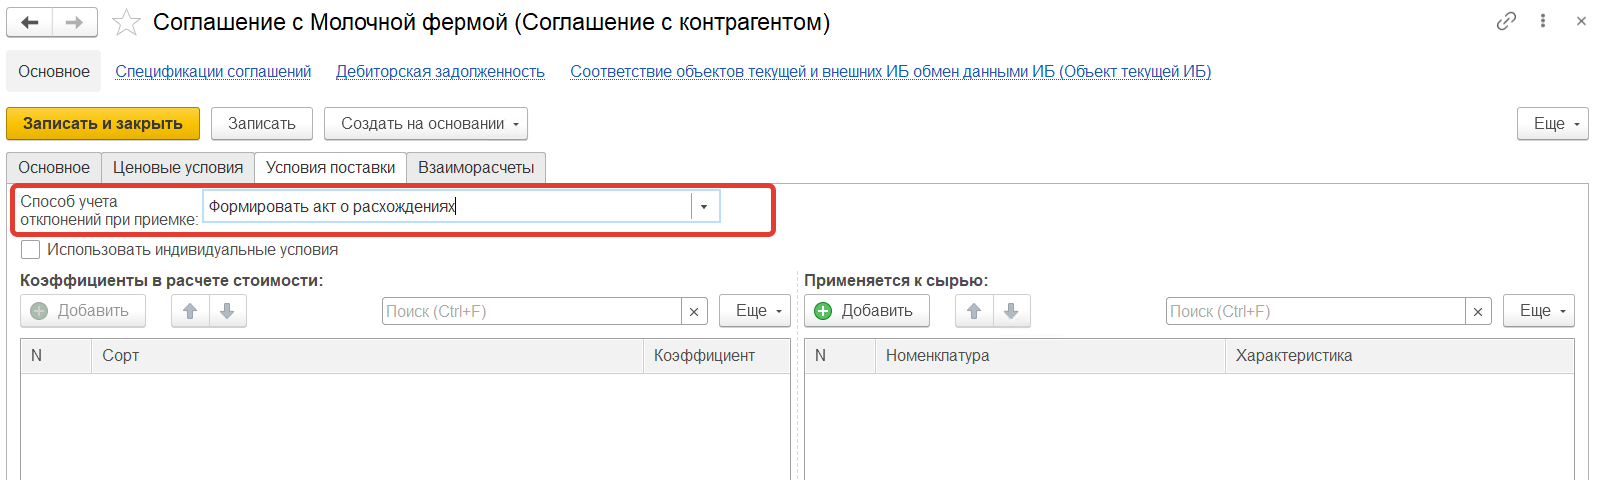 Соглашение с Молочной фермой (Соглашение с контрагентом)
Основное Спецификации соглашений Дебиторская задолженность Соответствие объектов текущей и внешних ИБ обмен данными ИБ (Объект текущей ИБ)
Записать и закрыть Записать Создать на основании Еще
Основное Ценовые условия Условия поставки Взаиморасчеты
Способ учета
отклонений при приемке: Формировать акт о расхождениях
Использовать индивидуальные условия
Коэффициенты в расчете стоимости: Применяется к сырью:
Добавить Поиск (Ctrl+F) × Еще Добавить Поиск (Ctrl+F) × Еще
N Сорт Коэффициент N Номенклатура Характеристика